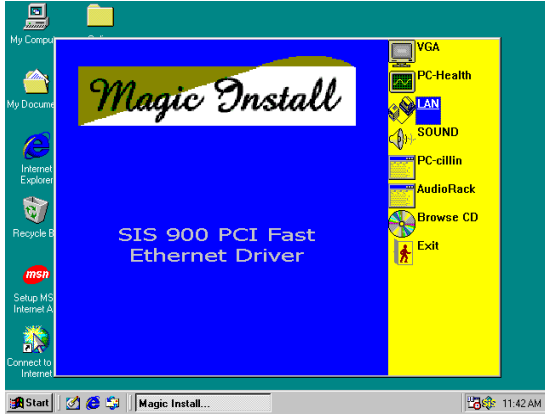 My Compu
My Docume
Internet
Explorer
Recycle B
msn
Setup MS
Internet A
Connect to
Internet
Magic Install
SIS 900 PCI Fast
Ethernet Driver
VGA
PC-Health
LAN
SOUND
PC-cillin
AudioRack
Browse CD
Exit
Start
Magic Install...
11:42 AM